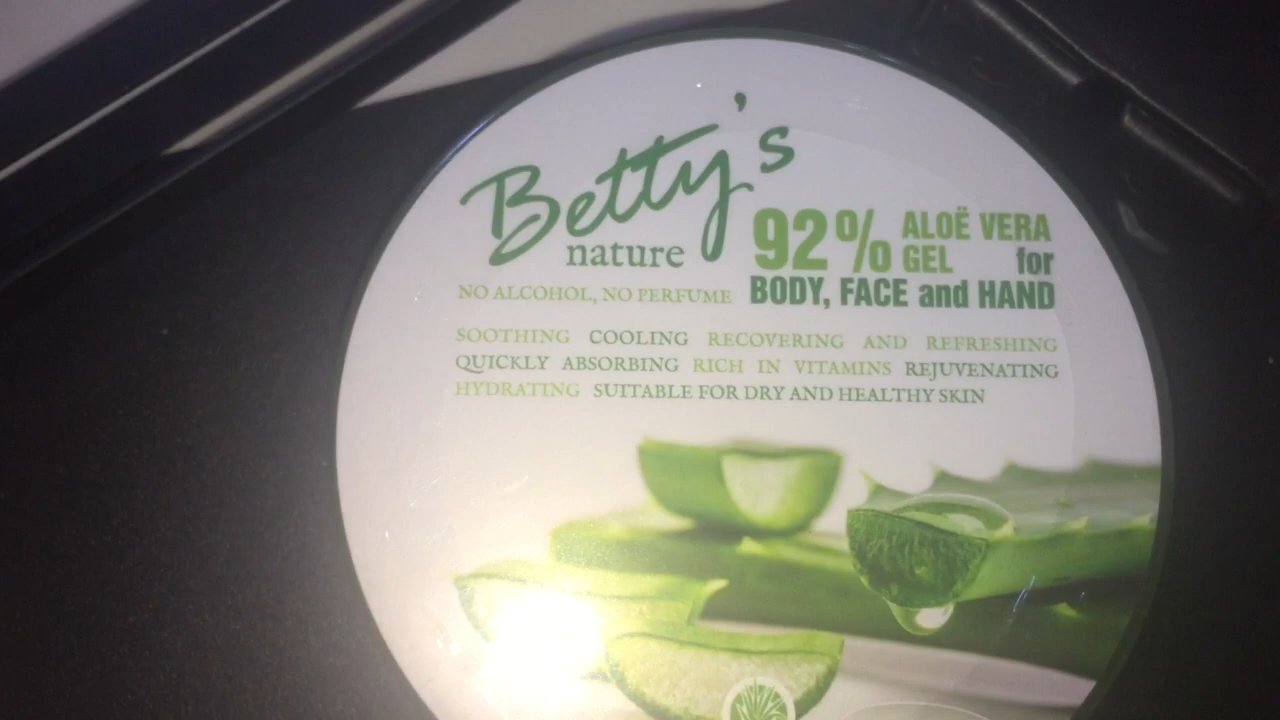 Betty's
nature
92% ALOË VERA
GEL for
BODY, FACE and HAND
NO ALCOHOL, NO PERFUME
SOOTHING COOLING RECOVERING AND REFRESHING
QUICKLY ABSORBING RICH IN VITAMINS REJUVENATING
HYDRATING SUITABLE FOR DRY AND HEALTHY SKIN